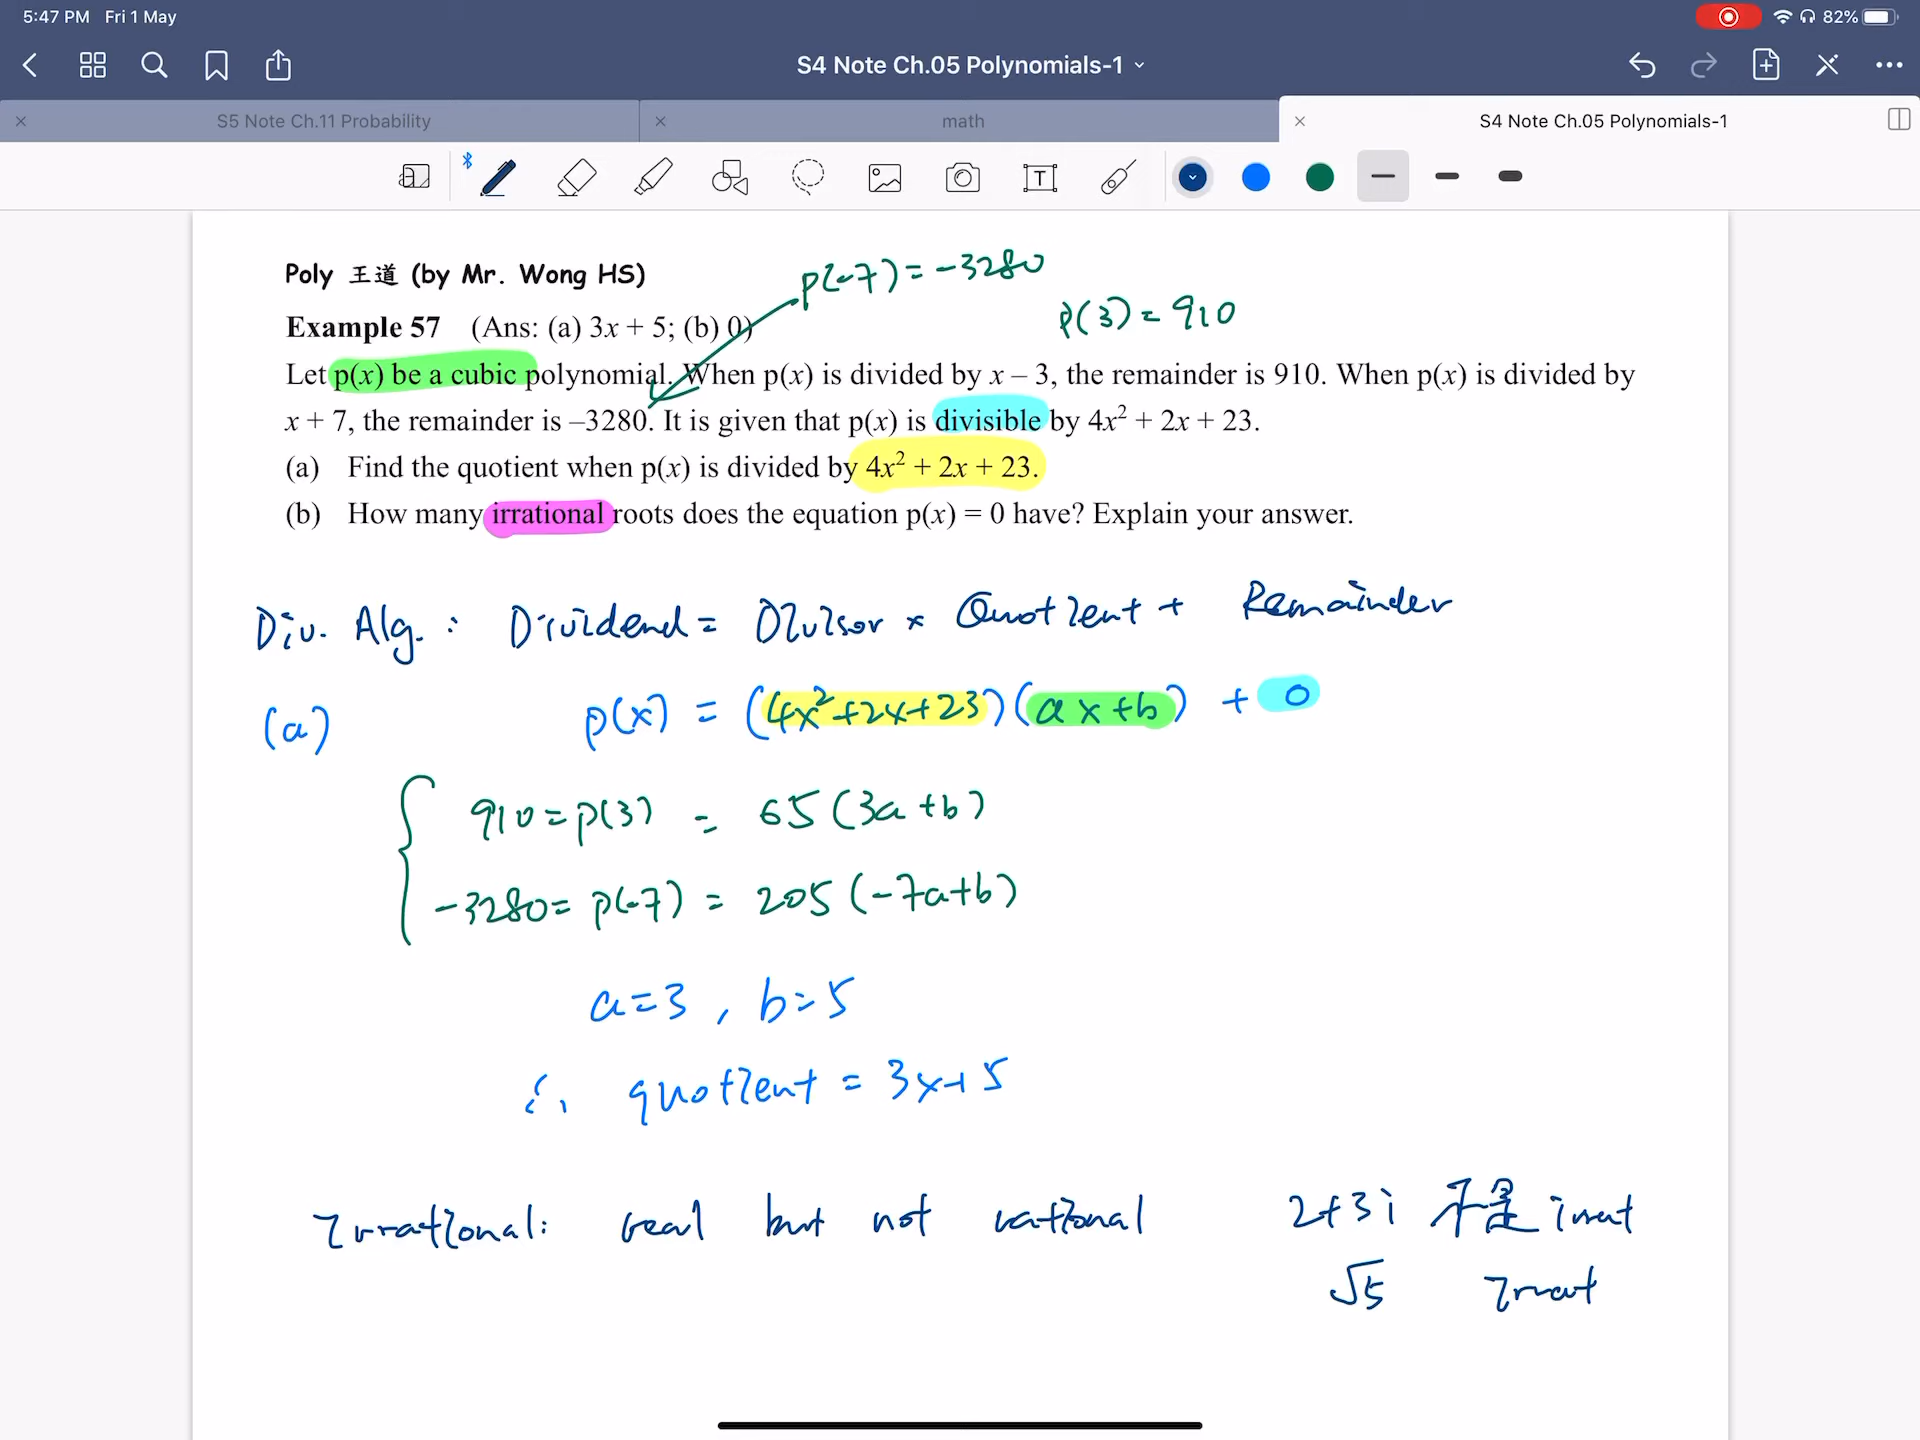 5:47 PM Fri 1 May
82%
S4 Note Ch.05 Polynomials-1
S5 Note Ch.11 Probability
math
S4 Note Ch.05 Polynomials-1
Poly 王道 (by Mr. Wong HS)
p(-7) = -3280
p(3) = 910
Example 57 (Ans: (a) 3x + 5; (b) 0)
Let p(x) be a cubic polynomial. When p(x) is divided by x – 3, the remainder is 910. When p(x) is divided by
x + 7, the remainder is –3280. It is given that p(x) is divisible by 4x² + 2x + 23.
(a) Find the quotient when p(x) is divided by 4x² + 2x + 23.
(b) How many irrational roots does the equation p(x) = 0 have? Explain your answer.
Div. Alg. : Dividend = Divisor × Quotient + Remainder
(a) p(x) = (4x²+2x+23)(ax+b) + 0
910 = p(3) = 65(3a+b)
-3280 = p(-7) = 205(-7a+b)
a=3, b=5
∴ quotient = 3x+5
Irrational: real but not rational
2+3i 不是 irrat
√5 irrat